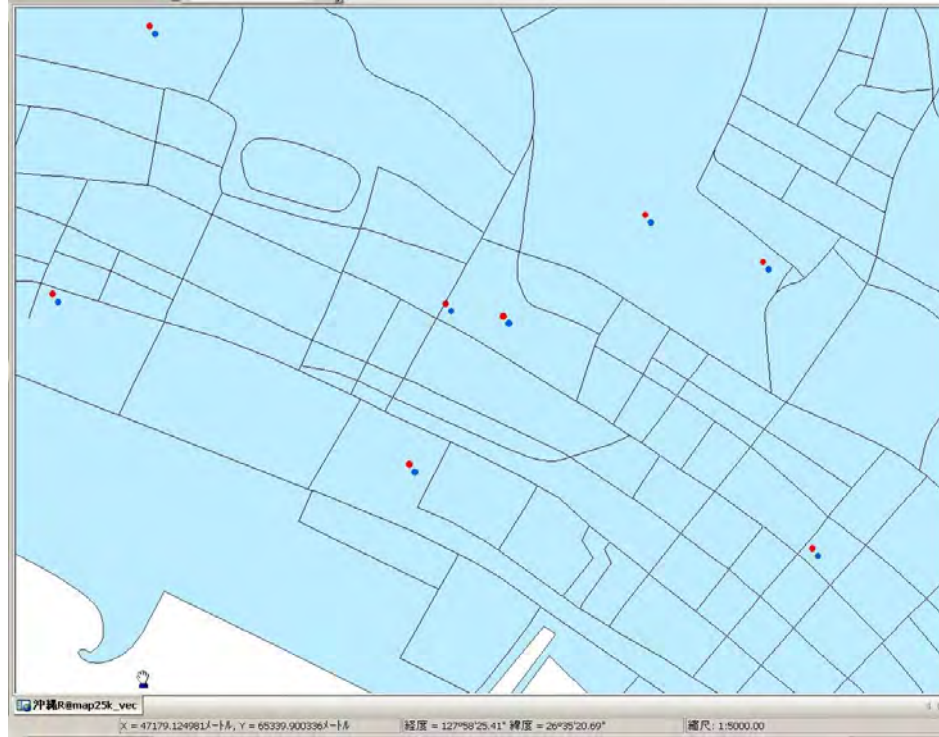 沖縄R@map25k_vec
X = 47179.124981メートル, Y = 65339.900336メートル
経度 = 127°58'25.41" 緯度 = 26°35'20.69"
縮尺: 1:5000.00